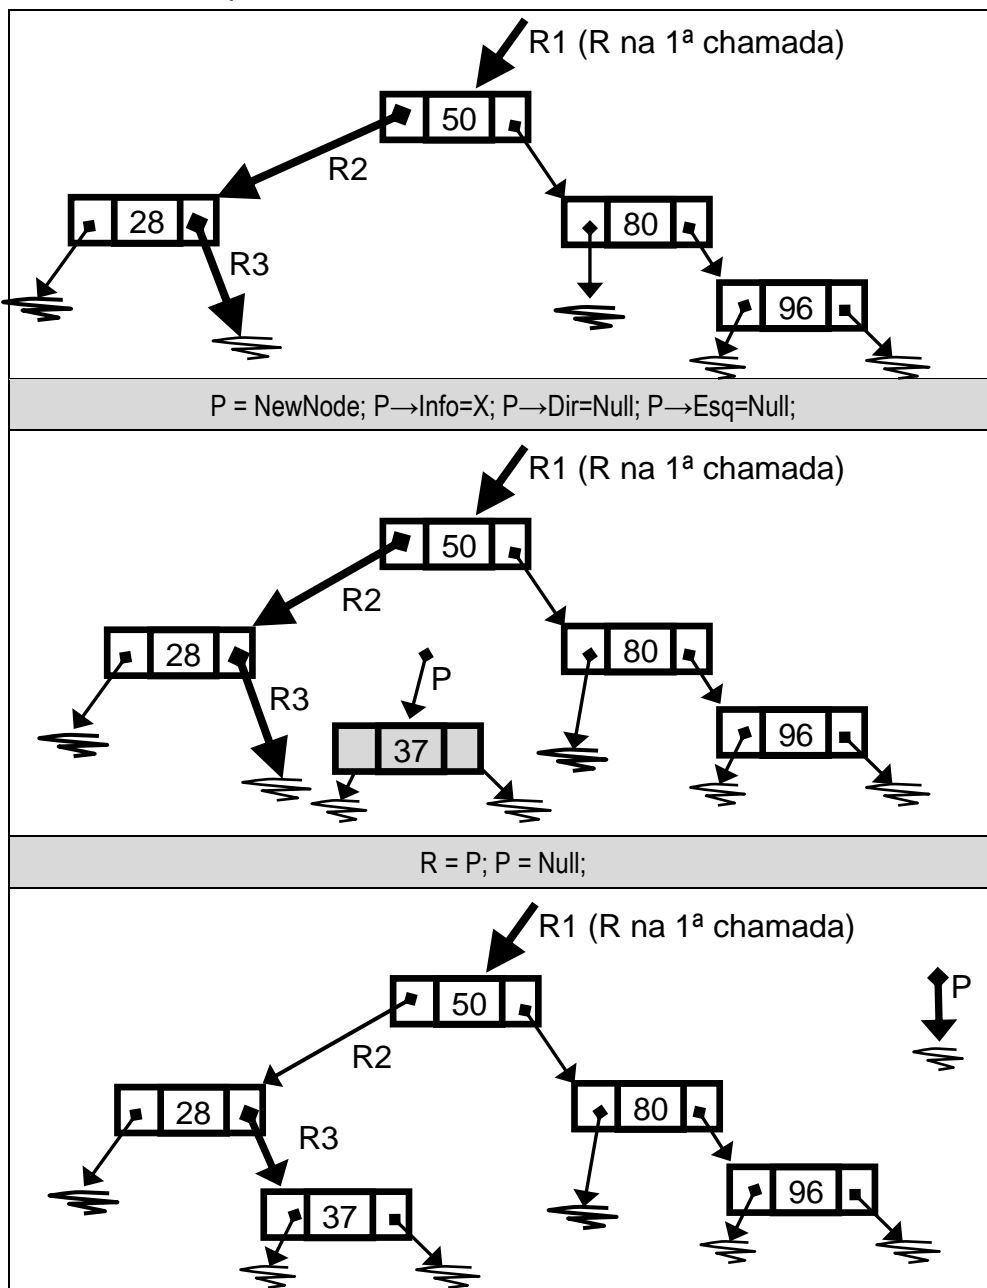 R1 (R na 1ª chamada)
50
R2
28
80
R3
96
P = NewNode; P→Info=X; P→Dir=Null; P→Esq=Null;
R1 (R na 1ª chamada)
50
R2
28
80
P
R3
37
96
R = P; P = Null;
R1 (R na 1ª chamada)
P
50
R2
28
80
R3
96
37